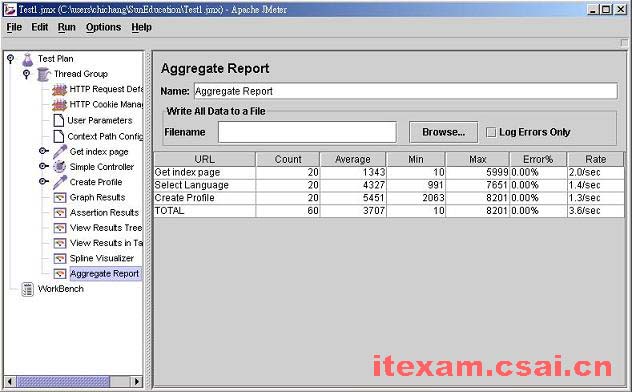 Test1.jmx (C:\users\chichang\SunEducation\Test1.jmx) - Apache JMeter
File Edit Run Options Help
Test Plan
Thread Group
HTTP Request Defa
HTTP Cookie Manag
User Parameters
Context Path Config
Get index page
Simple Controller
Create Profile
Graph Results
Assertion Results
View Results Tree
View Results in Ta
Spline Visualizer
Aggregate Report
WorkBench
Aggregate Report
Name: Aggregate Report
Write All Data to a File
Filename Browse... Log Errors Only
URL Count Average Min Max Error% Rate
Get index page 20 1343 10 5999 0.00% 2.0/sec
Select Language 20 4327 991 7651 0.00% 1.4/sec
Create Profile 20 5451 2063 8201 0.00% 1.3/sec
TOTAL 60 3707 10 8201 0.00% 3.6/sec
itexam.csai.cn